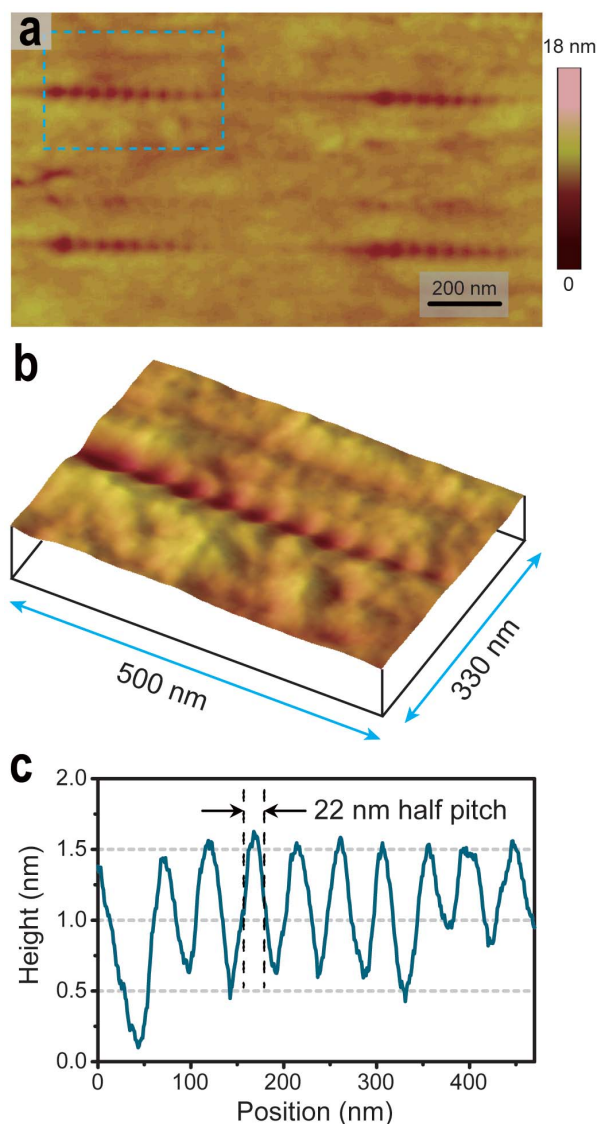 a
18 nm
0
200 nm
b
500 nm
330 nm
c
22 nm half pitch
Height (nm)
2.0
1.5
1.0
0.5
0.0
0 100 200 300 400
Position (nm)